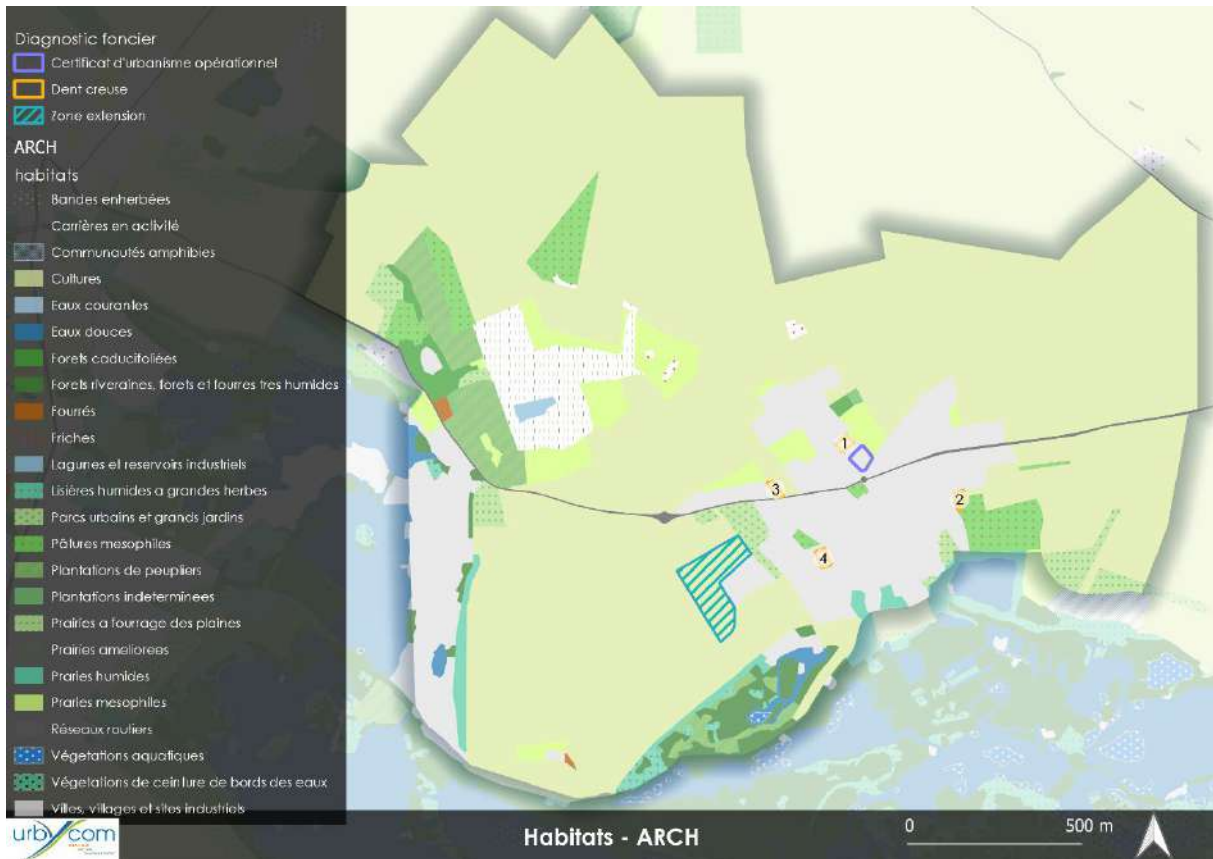 Diagnostic foncier
Certificat d'urbanisme opérationnel
Dent creuse
Zone extension
ARCH
habitats
Bandes enherbées
Carrières en activité
Communautés amphibies
Cultures
Eaux courantes
Eaux douces
Forets caducifoliées
Forets riveraines, forets et fourres tres humides
Fourrés
Friches
Lagunes et reservoirs industriels
Lisières humides a grandes herbes
Parcs urbains et grands jardins
Pâtures mesophiles
Plantations de peupliers
Plantations indeterminees
Prairies a fourrage des plaines
Prairies ameliorees
Praries humides
Praries mesophiles
Réseaux routiers
Végetations aquatiques
Végetations de ceinture de bords des eaux
Villes, villages et sites industriels
1
2
3
4
urbycom
Habitats - ARCH
0 500 m